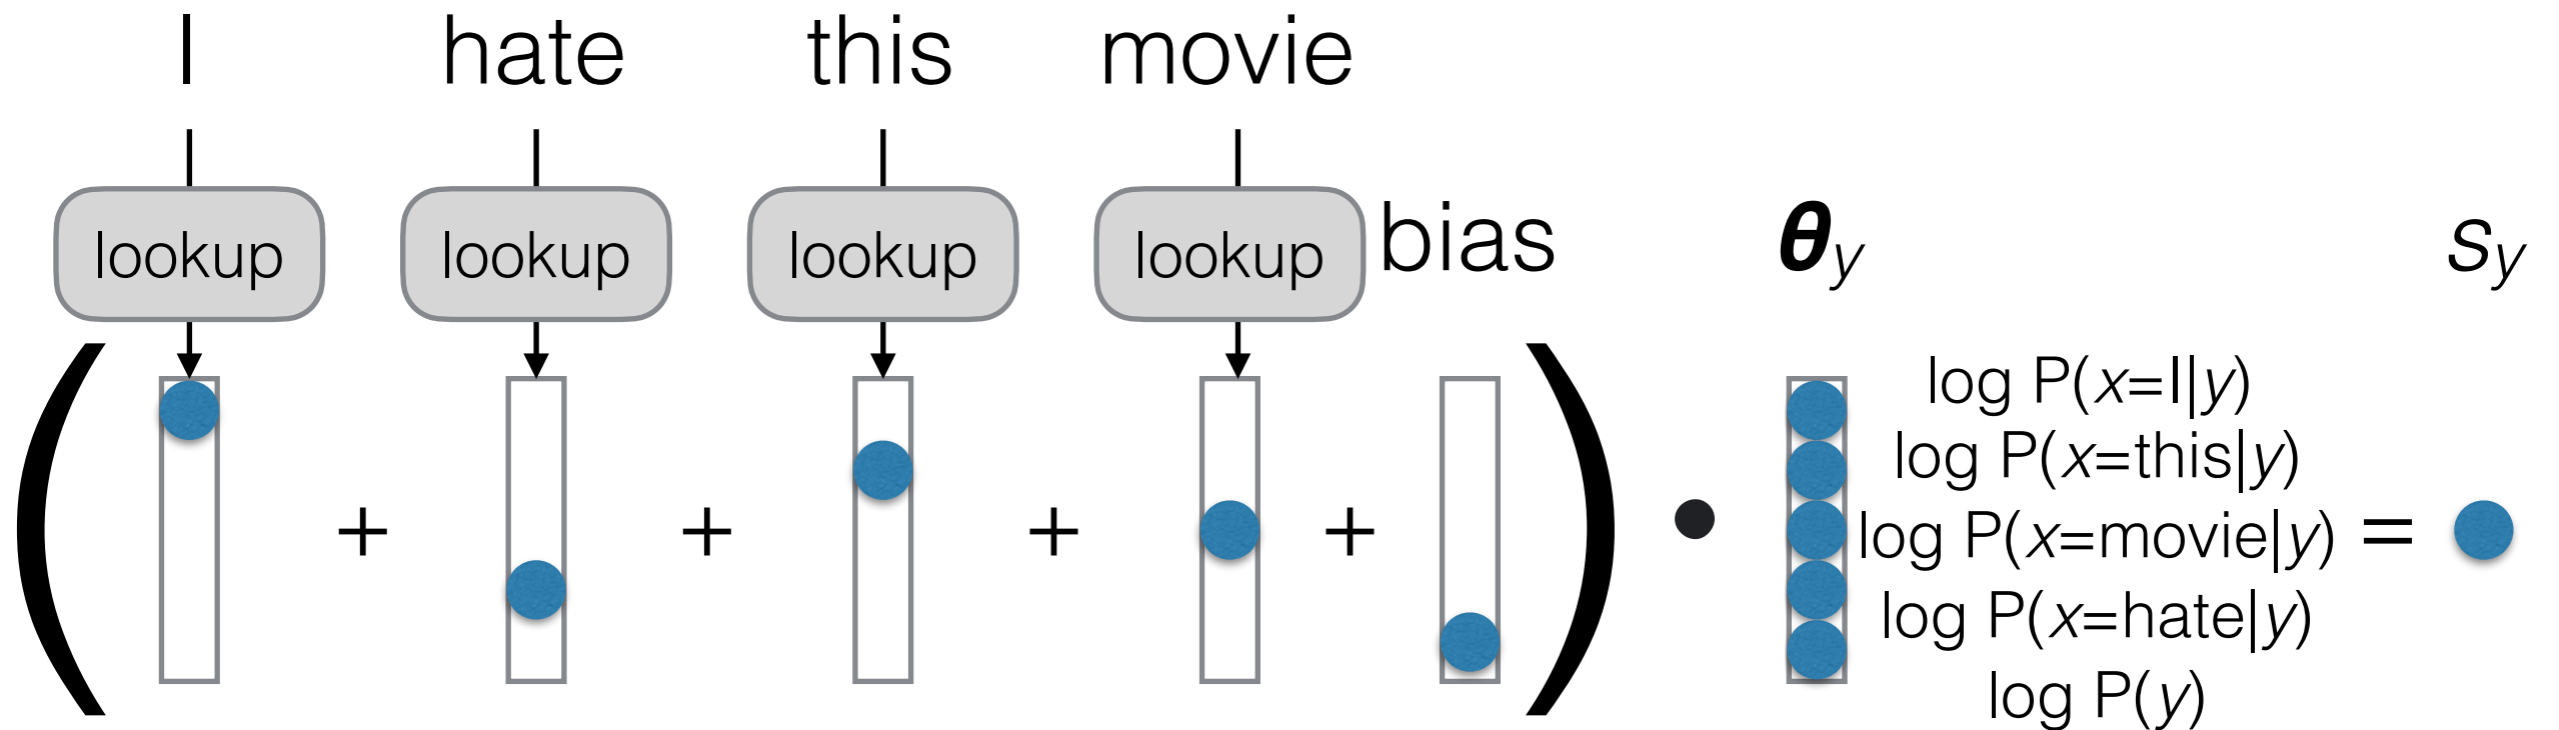 I hate this movie
lookup lookup lookup lookup bias θy sy
( + + + + ) •
log P(x=I|y)
log P(x=this|y)
log P(x=movie|y) =
log P(x=hate|y)
log P(y)